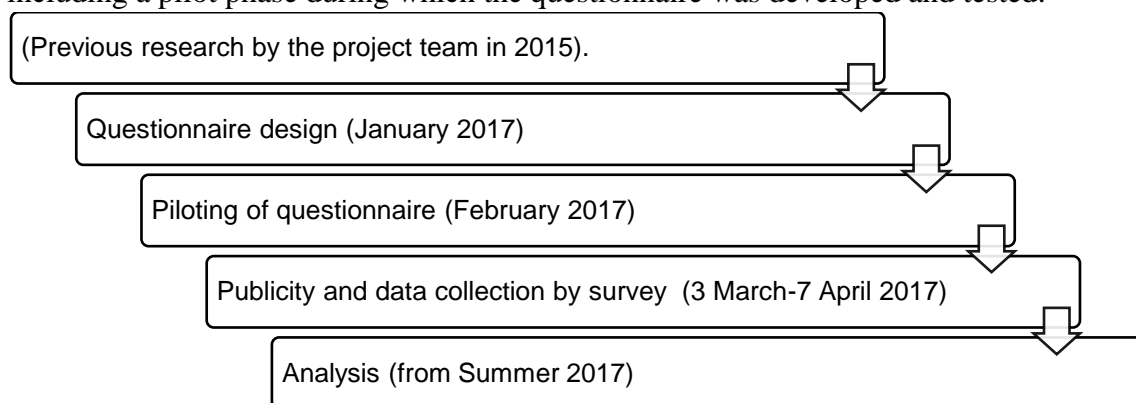 including a pilot phase during which the questionnaire was developed and tested.
(Previous research by the project team in 2015).
Questionnaire design (January 2017)
Piloting of questionnaire (February 2017)
Publicity and data collection by survey (3 March-7 April 2017)
Analysis (from Summer 2017)